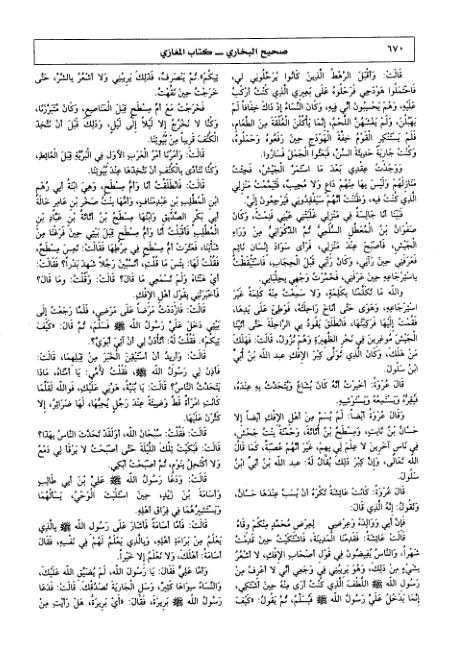 ٦٧٠
صحيح البخاري ـ كتاب المغازي
قَالَتْ: وَأَقْبَلَ الرَّهْطُ الَّذِينَ كَانُوا يَرْحَلُونَ لِي،
فَاحْتَمَلُوا هَوْدَجِي فَرَحَلُوهُ عَلَى بَعِيرِي الَّذِي كُنْتُ أَرْكَبُ
عَلَيْهِ، وَهُمْ يَحْسِبُونَ أَنِّي فِيهِ، وَكَانَ النِّسَاءُ إِذْ ذَاكَ خِفَافاً لَمْ
يَهْبُلْنَ، وَلَمْ يَغْشَهُنَّ اللَّحْمُ، إِنَّمَا يَأْكُلْنَ الْعُلْقَةَ مِنَ الطَّعَامِ،
فَلَمْ يَسْتَنْكِرِ الْقَوْمُ خِفَّةَ الْهَوْدَجِ حِينَ رَفَعُوهُ وَحَمَلُوهُ،
وَكُنْتُ جَارِيَةً حَدِيثَةَ السِّنِّ، فَبَعَثُوا الْجَمَلَ فَسَارُوا.
وَوَجَدْتُ عِقْدِي بَعْدَ مَا اسْتَمَرَّ الْجَيْشُ، فَجِئْتُ
مَنَازِلَهُمْ وَلَيْسَ بِهَا مِنْهُمْ دَاعٍ وَلَا مُجِيبٌ، فَتَيَمَّمْتُ مَنْزِلِي
الَّذِي كُنْتُ فِيهِ، وَظَنَنْتُ أَنَّهُمْ سَيَفْقِدُونِي فَيَرْجِعُونَ إِلَيَّ.
فَبَيْنَا أَنَا جَالِسَةٌ فِي مَنْزِلِي غَلَبَتْنِي عَيْنِي فَنِمْتُ، وَكَانَ
صَفْوَانُ بْنُ الْمُعَطَّلِ السُّلَمِيُّ ثُمَّ الذَّكْوَانِيُّ مِنْ وَرَاءِ
الْجَيْشِ، فَأَصْبَحَ عِنْدَ مَنْزِلِي، فَرَأَى سَوَادَ إِنْسَانٍ نَائِمٍ
فَعَرَفَنِي حِينَ رَآنِي، وَكَانَ رَآنِي قَبْلَ الْحِجَابِ، فَاسْتَيْقَظْتُ
بِاسْتِرْجَاعِهِ حِينَ عَرَفَنِي، فَخَمَّرْتُ وَجْهِي بِجِلْبَابِي.
وَاللَّهِ مَا تَكَلَّمْنَا بِكَلِمَةٍ، وَلَا سَمِعْتُ مِنْهُ كَلِمَةً غَيْرَ
اسْتِرْجَاعِهِ، وَهَوَى حَتَّى أَنَاخَ رَاحِلَتَهُ، فَوَطِئَ عَلَى يَدِهَا،
فَقُمْتُ إِلَيْهَا فَرَكِبْتُهَا، فَانْطَلَقَ يَقُودُ بِي الرَّاحِلَةَ حَتَّى أَتَيْنَا
الْجَيْشَ مُوغِرِينَ فِي نَحْرِ الظَّهِيرَةِ وَهُمْ نُزُولٌ، قَالَتْ: فَهَلَكَ
مَنْ هَلَكَ، وَكَانَ الَّذِي تَوَلَّى كِبْرَ الْإِفْكِ عَبْدَ اللَّهِ بْنَ أُبَيٍّ
ابْنَ سَلُولَ.
قَالَ عُرْوَةُ: أُخْبِرْتُ أَنَّهُ كَانَ يُشَاعُ وَيُتَحَدَّثُ بِهِ عِنْدَهُ،
فَيُقِرُّهُ وَيَسْتَمِعُهُ وَيَسْتَوْشِيهِ.
وَقَالَ عُرْوَةُ أَيْضاً: لَمْ يُسَمَّ مِنْ أَهْلِ الْإِفْكِ أَيْضاً إِلَّا
حَسَّانُ بْنُ ثَابِتٍ، وَمِسْطَحُ بْنُ أُثَاثَةَ، وَحَمْنَةُ بِنْتُ جَحْشٍ،
فِي نَاسٍ آخَرِينَ لَا عِلْمَ لِي بِهِمْ، غَيْرَ أَنَّهُمْ عُصْبَةٌ، كَمَا قَالَ
اللَّهُ تَعَالَى، وَإِنَّ كِبْرَ ذَلِكَ يُقَالُ لَهُ: عَبْدُ اللَّهِ بْنُ أُبَيٍّ ابْنُ
سَلُولَ.
قَالَ عُرْوَةُ: كَانَتْ عَائِشَةُ تَكْرَهُ أَنْ يُسَبَّ عِنْدَهَا حَسَّانُ،
وَتَقُولُ: إِنَّهُ الَّذِي قَالَ.
فَإِنَّ أَبِي وَوَالِدَهُ وَعِرْضِي لِعِرْضِ مُحَمَّدٍ مِنْكُمْ وِقَاءُ
قَالَتْ عَائِشَةُ: فَقَدِمْنَا الْمَدِينَةَ، فَاشْتَكَيْتُ حِينَ قَدِمْتُ
شَهْراً، وَالنَّاسُ يُفِيضُونَ فِي قَوْلِ أَصْحَابِ الْإِفْكِ، لَا أَشْعُرُ
بِشَيْءٍ مِنْ ذَلِكَ، وَهُوَ يَرِيبُنِي فِي وَجَعِي أَنِّي لَا أَعْرِفُ مِنْ
رَسُولِ اللَّهِ ﷺ اللُّطْفَ الَّذِي كُنْتُ أَرَى مِنْهُ حِينَ أَشْتَكِي،
إِنَّمَا يَدْخُلُ عَلَيَّ رَسُولُ اللَّهِ ﷺ فَيُسَلِّمُ، ثُمَّ يَقُولُ: «كَيْفَ
تِيكُمْ»، ثُمَّ يَنْصَرِفُ، فَذَلِكَ يَرِيبُنِي وَلَا أَشْعُرُ بِالشَّرِّ، حَتَّى
خَرَجْتُ حِينَ نَقَهْتُ.
فَخَرَجْتُ مَعَ أُمِّ مِسْطَحٍ قِبَلَ الْمَنَاصِعِ، وَكَانَ مُتَبَرَّزَنَا،
وَكُنَّا لَا نَخْرُجُ إِلَّا لَيْلاً إِلَى لَيْلٍ، وَذَلِكَ قَبْلَ أَنْ نَتَّخِذَ
الْكُنُفَ قَرِيباً مِنْ بُيُوتِنَا.
قَالَتْ: وَأَمْرُنَا أَمْرُ الْعَرَبِ الْأُوَلِ فِي الْبَرِّيَّةِ قِبَلَ الْغَائِطِ،
وَكُنَّا نَتَأَذَّى بِالْكُنُفِ أَنْ نَتَّخِذَهَا عِنْدَ بُيُوتِنَا.
قَالَتْ: فَانْطَلَقْتُ أَنَا وَأُمُّ مِسْطَحٍ، وَهِيَ ابْنَةُ أَبِي رُهْمِ
ابْنِ الْمُطَّلِبِ بْنِ عَبْدِ مَنَافٍ، وَأُمُّهَا بِنْتُ صَخْرِ بْنِ عَامِرٍ خَالَةُ
أَبِي بَكْرٍ الصِّدِّيقِ وَابْنُهَا مِسْطَحُ بْنُ أُثَاثَةَ بْنِ عَبَّادِ بْنِ
الْمُطَّلِبِ فَأَقْبَلْتُ أَنَا وَأُمُّ مِسْطَحٍ قِبَلَ بَيْتِي حِينَ فَرَغْنَا مِنْ
شَأْنِنَا، فَعَثَرَتْ أُمُّ مِسْطَحٍ فِي مِرْطِهَا فَقَالَتْ: تَعِسَ مِسْطَحٌ،
فَقُلْتُ لَهَا: بِئْسَ مَا قُلْتِ، أَتَسُبِّينَ رَجُلاً شَهِدَ بَدْراً؟ فَقَالَتْ:
أَيْ هَنْتَاهُ وَلَمْ تَسْمَعِي مَا قَالَ؟ قَالَتْ: وَقُلْتُ: وَمَا قَالَ؟
فَأَخْبَرَتْنِي بِقَوْلِ أَهْلِ الْإِفْكِ.
قَالَتْ: فَازْدَدْتُ مَرَضاً عَلَى مَرَضِي، فَلَمَّا رَجَعْتُ إِلَى
بَيْتِي دَخَلَ عَلَيَّ رَسُولُ اللَّهِ ﷺ فَسَلَّمَ، ثُمَّ قَالَ: «كَيْفَ
تِيكُمْ»، فَقُلْتُ لَهُ: أَتَأْذَنُ لِي أَنْ آتِيَ أَبَوَيَّ؟
قَالَتْ: وَأُرِيدُ أَنْ أَسْتَيْقِنَ الْخَبَرَ مِنْ قِبَلِهِمَا، قَالَتْ:
فَأَذِنَ لِي رَسُولُ اللَّهِ ﷺ، فَقُلْتُ لِأُمِّي: يَا أُمَّتَاهُ، مَاذَا
يَتَحَدَّثُ النَّاسُ؟ قَالَتْ: يَا بُنَيَّةُ، هَوِّنِي عَلَيْكِ، فَوَاللَّهِ لَقَلَّمَا
كَانَتِ امْرَأَةٌ قَطُّ وَضِيئَةً عِنْدَ رَجُلٍ يُحِبُّهَا، لَهَا ضَرَائِرُ، إِلَّا
كَثَّرْنَ عَلَيْهَا.
قَالَتْ: فَقُلْتُ: سُبْحَانَ اللَّهِ، أَوَلَقَدْ تَحَدَّثَ النَّاسُ بِهَذَا؟
قَالَتْ: فَبَكَيْتُ تِلْكَ اللَّيْلَةَ حَتَّى أَصْبَحْتُ لَا يَرْقَأُ لِي دَمْعٌ
وَلَا أَكْتَحِلُ بِنَوْمٍ، ثُمَّ أَصْبَحْتُ أَبْكِي.
قَالَتْ: وَدَعَا رَسُولُ اللَّهِ ﷺ عَلِيَّ بْنَ أَبِي طَالِبٍ
وَأُسَامَةَ بْنَ زَيْدٍ، حِينَ اسْتَلْبَثَ الْوَحْيُ، يَسْأَلُهُمَا
وَيَسْتَشِيرُهُمَا فِي فِرَاقِ أَهْلِهِ.
قَالَتْ: فَأَمَّا أُسَامَةُ فَأَشَارَ عَلَى رَسُولِ اللَّهِ ﷺ بِالَّذِي
يَعْلَمُ مِنْ بَرَاءَةِ أَهْلِهِ، وَبِالَّذِي يَعْلَمُ لَهُمْ فِي نَفْسِهِ، فَقَالَ
أُسَامَةُ: أَهْلَكَ، وَلَا نَعْلَمُ إِلَّا خَيْراً.
وَأَمَّا عَلِيٌّ فَقَالَ: يَا رَسُولَ اللَّهِ، لَمْ يُضَيِّقِ اللَّهُ عَلَيْكَ،
وَالنِّسَاءُ سِوَاهَا كَثِيرٌ، وَسَلِ الْجَارِيَةَ تَصْدُقْكَ. قَالَتْ: فَدَعَا
رَسُولُ اللَّهِ ﷺ بَرِيرَةَ، فَقَالَ: «أَيْ بَرِيرَةُ، هَلْ رَأَيْتِ مِنْ